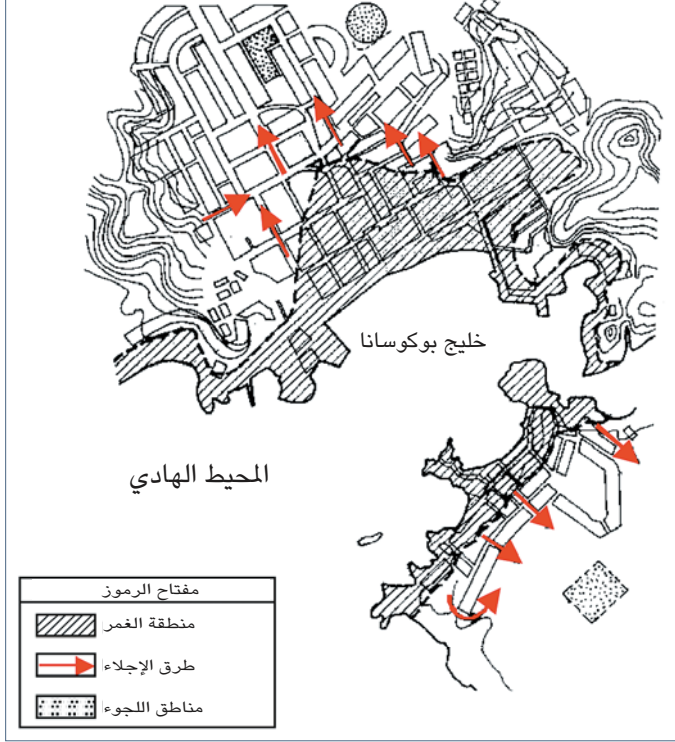 خليج بوكوسانا
المحيط الهادي
مفتاح الرموز
منطقة الغمر
طرق الإجلاء
مناطق اللجوء